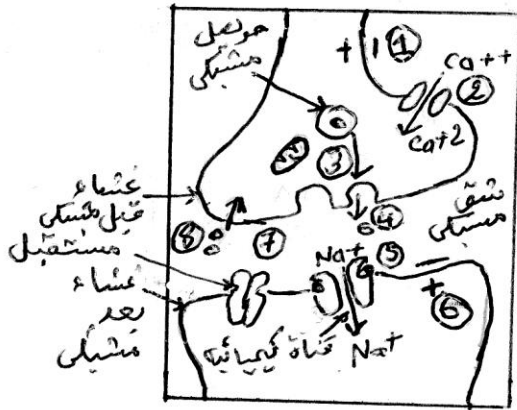 حويصل
مشبكي
+
1
Ca++
2
Ca+2
3
غشاء
قبل مشبكي
مستقبل
غشاء
بعد
مشبكي
4
شق
مشبكي
8
7
Na+
5
+
6
قناة كيميائية
Na+